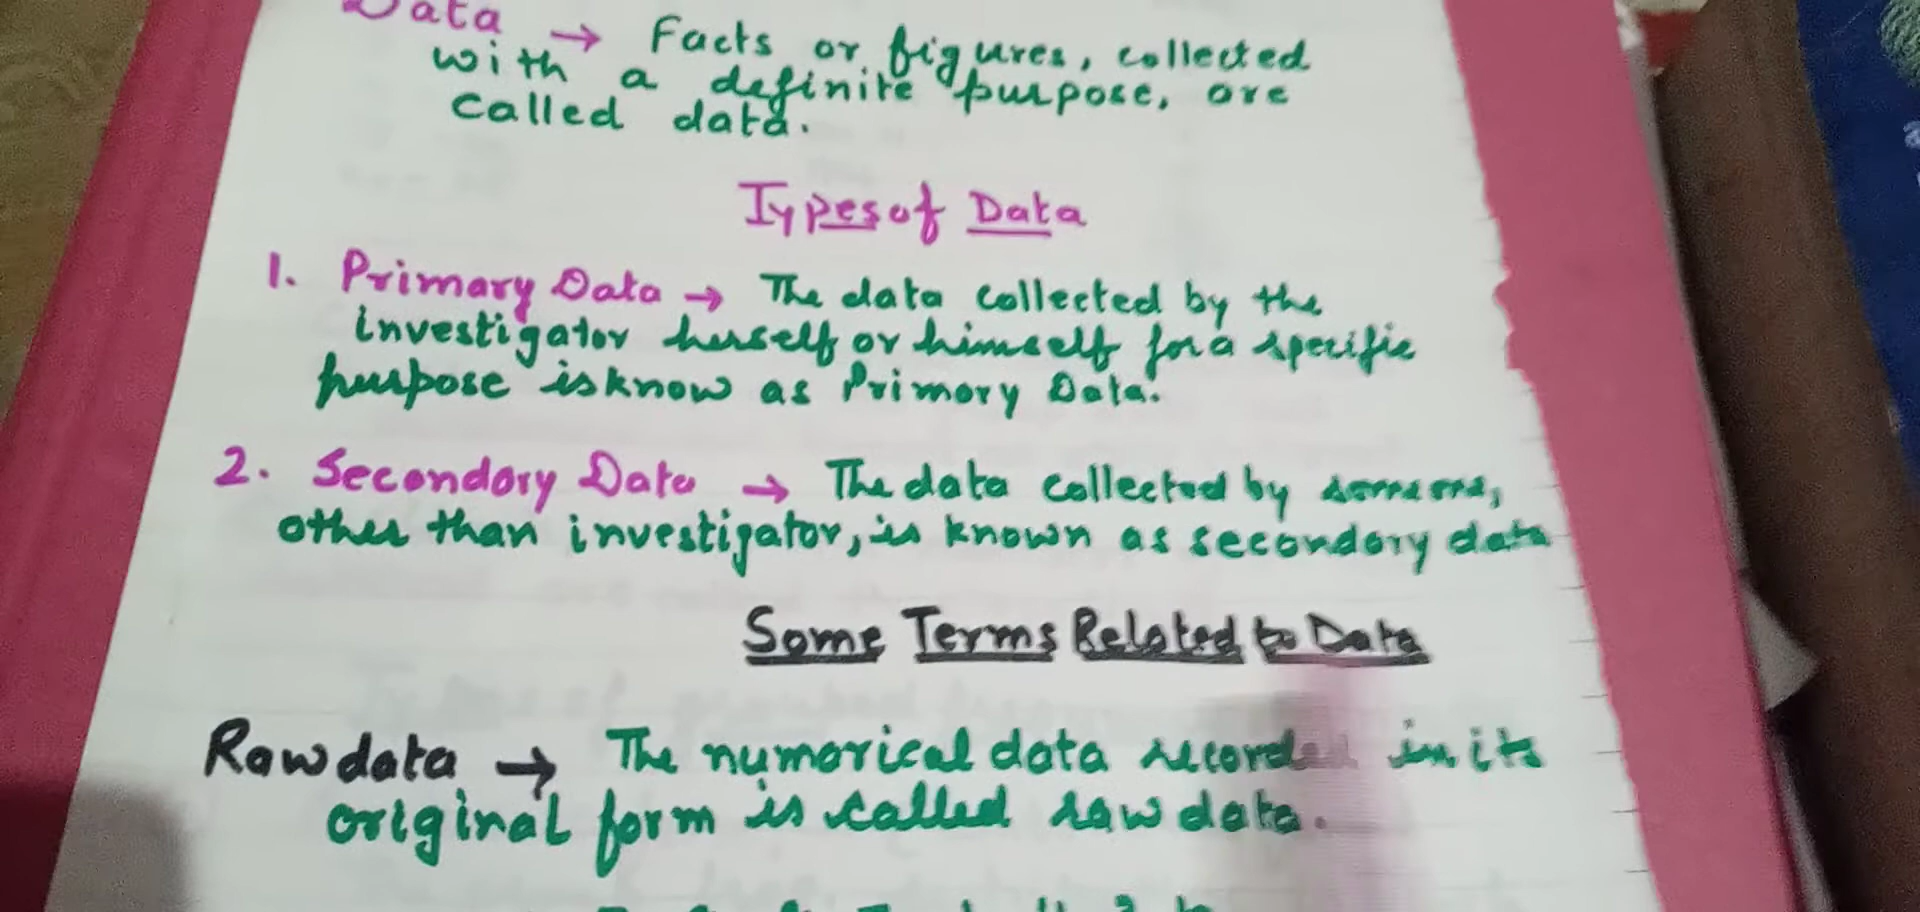 Data → Facts or figures, collected
with a definite purpose, are
called data.
Types of Data
1. Primary Data → The data collected by the
investigator herself or himself for a specific
purpose is know as Primary Data.
2. Secondary Data → The data collected by someone,
other than investigator, is known as secondary data
Some Terms Related to Data
Raw data → The numorical data recorded in its
original form is called raw data.